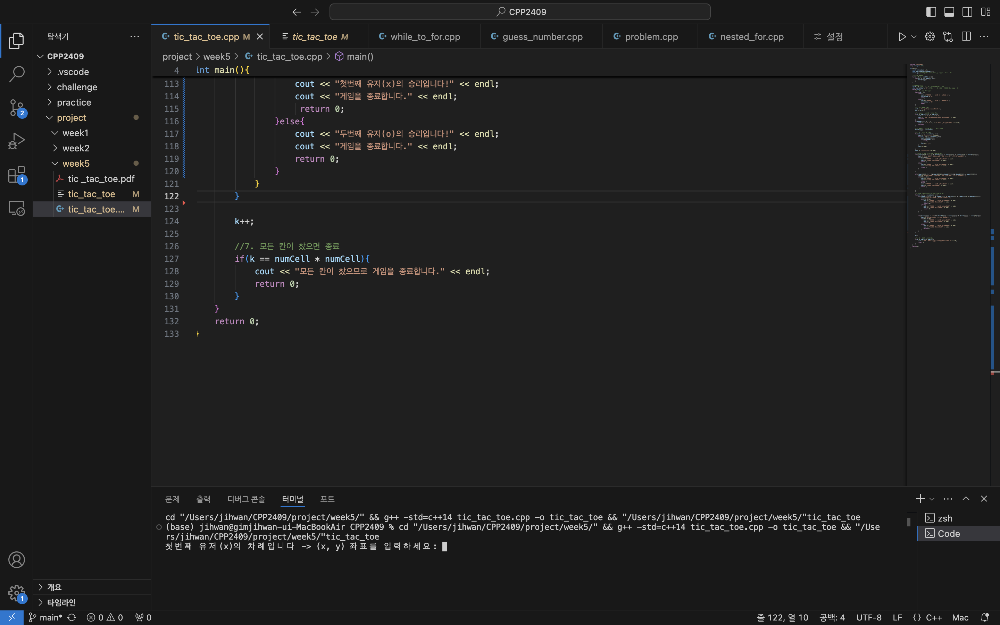 CPP2409
탐색기
CPP2409
.vscode
challenge
practice
project
week1
week2
week5
tic _tac_toe.pdf
tic_tac_toe M
tic_tac_toe.... M
개요
타임라인
tic_tac_toe.cpp M
tic_tac_toe M
while_to_for.cpp
guess_number.cpp
problem.cpp
nested_for.cpp
설정
project > week5 > tic_tac_toe.cpp > main()
4 int main(){
113 cout << "첫번째 유저(x)의 승리입니다!" << endl;
114 cout << "게임을 종료합니다." << endl;
115 return 0;
116 }else{
117 cout << "두번째 유저(o)의 승리입니다!" << endl;
118 cout << "게임을 종료합니다." << endl;
119 return 0;
120 }
121 }
122 }
123
124 k++;
125
126 //7. 모든 칸이 찼으면 종료
127 if(k == numCell * numCell){
128 cout << "모든 칸이 찼으므로 게임을 종료합니다." << endl;
129 return 0;
130 }
131 }
132 return 0;
133 }
문제 출력 디버그 콘솔 터미널 포트
cd "/Users/jihwan/CPP2409/project/week5/" && g++ -std=c++14 tic_tac_toe.cpp -o tic_tac_toe && "/Users/jihwan/CPP2409/project/week5/"tic_tac_toe
(base) jihwan@gimjihwan-ui-MacBookAir CPP2409 % cd "/Users/jihwan/CPP2409/project/week5/" && g++ -std=c++14 tic_tac_toe.cpp -o tic_tac_toe && "/Use
rs/jihwan/CPP2409/project/week5/"tic_tac_toe
첫번째 유저(x)의 차례입니다 -> (x, y) 좌표를 입력하세요:
zsh
Code
2
1
1
main* 0 0 0
줄 122, 열 10 공백: 4 UTF-8 LF {} C++ Mac